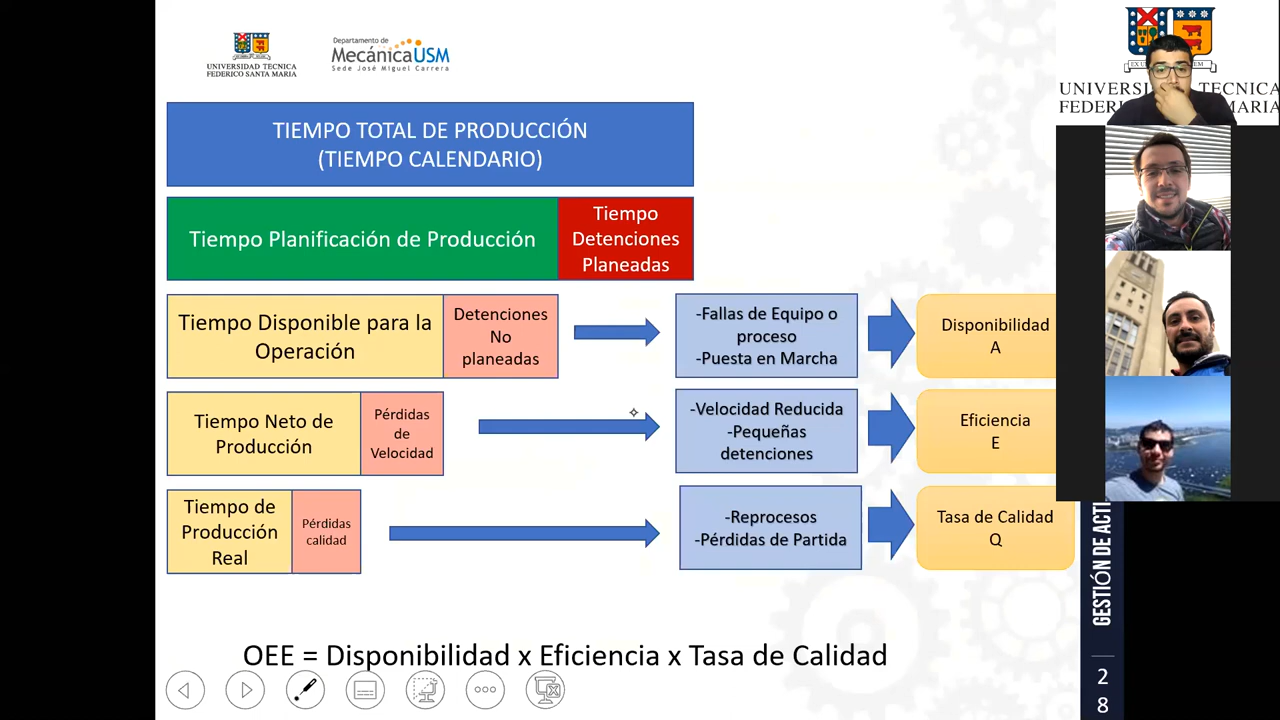 UNIVERSIDAD TECNICA
FEDERICO SANTA MARIA
Departamento de
MecánicaUSM
Sede José Miguel Carrera
TIEMPO TOTAL DE PRODUCCIÓN
(TIEMPO CALENDARIO)
Tiempo Planificación de Producción
Tiempo
Detenciones
Planeadas
Tiempo Disponible para la
Operación
Detenciones
No
planeadas
-Fallas de Equipo o
proceso
-Puesta en Marcha
Disponibilidad
A
Tiempo Neto de
Producción
Pérdidas
de
Velocidad
-Velocidad Reducida
-Pequeñas
detenciones
Eficiencia
E
Tiempo de
Producción
Real
Pérdidas
calidad
-Reprocesos
-Pérdidas de Partida
Tasa de Calidad
Q
OEE = Disponibilidad x Eficiencia x Tasa de Calidad
UNIVERSI TECNICA
FEDERICO MARIA
GESTIÓN DE ACTI
2
8